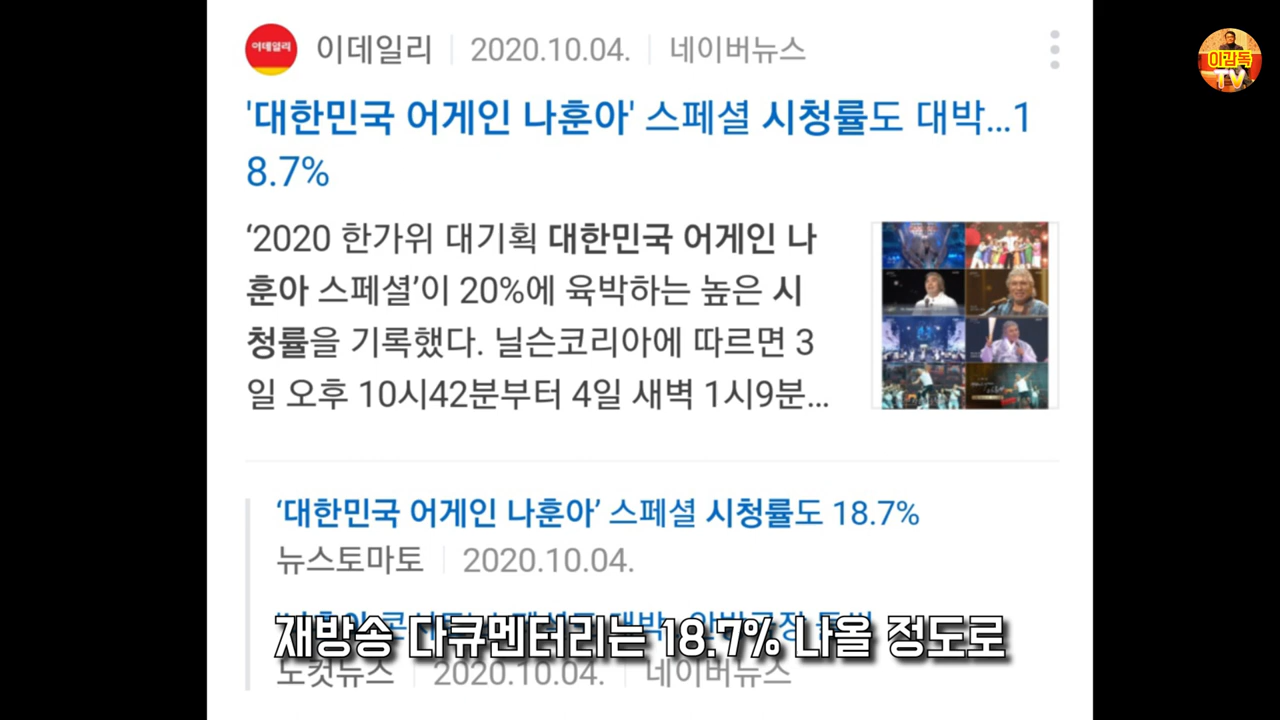 이데일리
이데일리 2020.10.04. 네이버뉴스
이감독
TV
'대한민국 어게인 나훈아' 스페셜 시청률도 대박...1
8.7%
‘2020 한가위 대기획 대한민국 어게인 나
훈아 스페셜’이 20%에 육박하는 높은 시
청률을 기록했다. 닐슨코리아에 따르면 3
일 오후 10시42분부터 4일 새벽 1시9분...
‘대한민국 어게인 나훈아’ 스페셜 시청률도 18.7%
뉴스토마토 2020.10.04.
재방송 다큐멘터리는 18.7% 나올 정도로
노컷뉴스 2020.10.04. 네이버뉴스